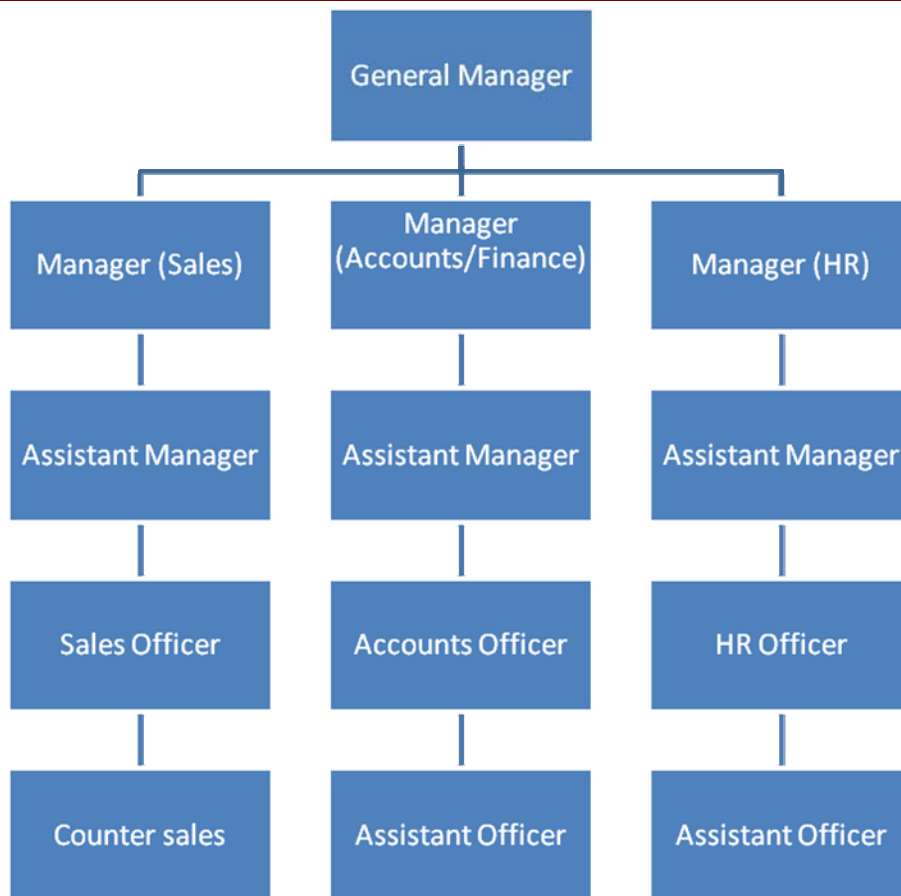 General Manager
Manager (Sales)
Manager
(Accounts/Finance)
Manager (HR)
Assistant Manager
Assistant Manager
Assistant Manager
Sales Officer
Accounts Officer
HR Officer
Counter sales
Assistant Officer
Assistant Officer